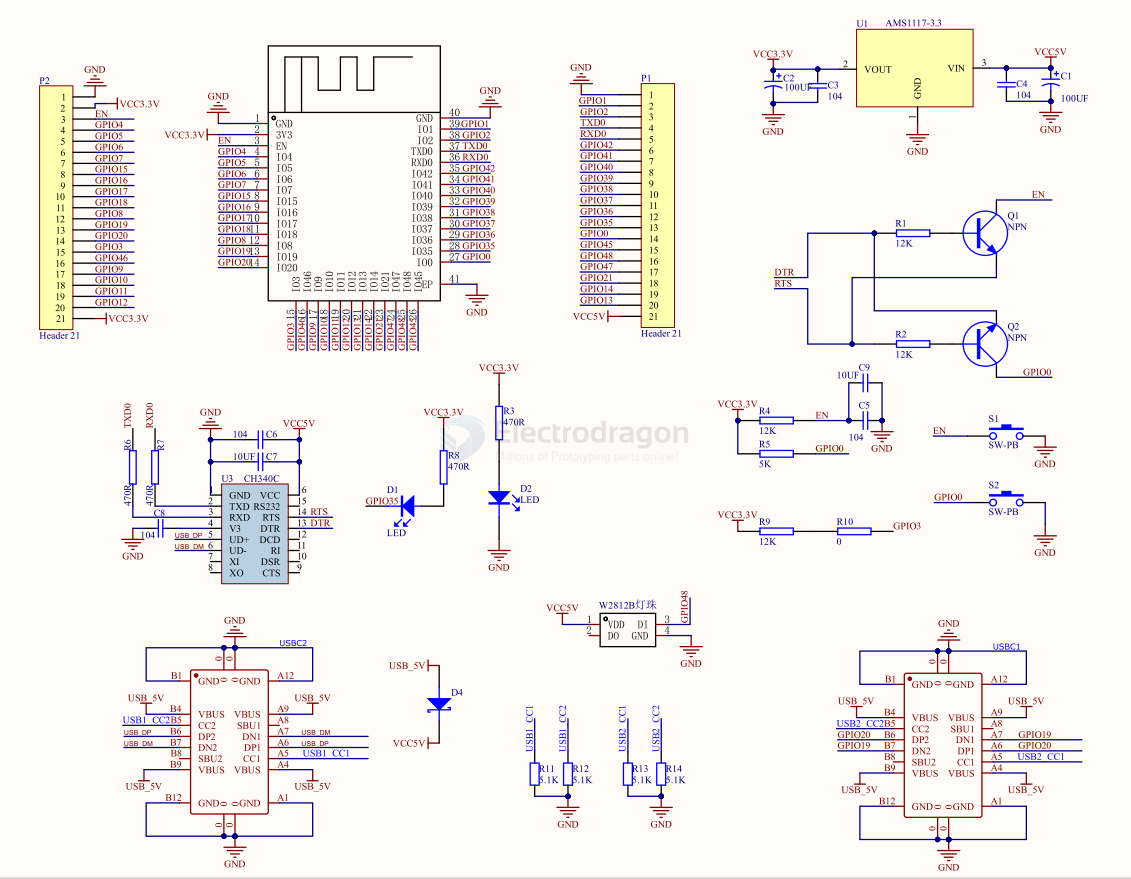 P2
GND
1
2 VCC3.3V
3 EN
4 GPIO4
5 GPIO5
6 GPIO6
7 GPIO7
8 GPIO15
9 GPIO16
10 GPIO17
11 GPIO18
12 GPIO8
13 GPIO19
14 GPIO20
15 GPIO3
16 GPIO46
17 GPIO9
18 GPIO10
19 GPIO11
20 GPIO12
21 VCC3.3V
Header 21
GND
VCC3.3V
1 GND
2 3V3
EN 3 EN
GPIO4 4 IO4
GPIO5 5 IO5
GPIO6 6 IO6
GPIO7 7 IO7
GPIO15 8 IO15
GPIO16 9 IO16
GPIO17 10 IO17
GPIO18 11 IO18
GPIO8 12 IO8
GPIO19 13 IO19
GPIO20 14 IO20
GND
GND 40
IO1 39 GPIO1
IO2 38 GPIO2
TXD0 37 TXD0
RXD0 36 RXD0
IO42 35 GPIO42
IO41 34 GPIO41
IO40 33 GPIO40
IO39 32 GPIO39
IO38 31 GPIO38
IO37 30 GPIO37
IO36 29 GPIO36
IO35 28 GPIO35
IO0 27 GPIO0
EP 41
GND
IO3 IO46 IO9 IO10 IO11 IO12 IO13 IO14 IO21 IO47 IO48 IO45
15 16 17 18 19 20 21 22 23 24 25 26
GPIO3 GPIO46 GPIO9 GPIO10 GPIO11 GPIO12 GPIO13 GPIO14 GPIO21 GPIO47 GPIO48 GPIO45
GND
P1
1
GPIO1 2
GPIO2 3
TXD0 4
RXD0 5
GPIO42 6
GPIO41 7
GPIO40 8
GPIO39 9
GPIO38 10
GPIO37 11
GPIO36 12
GPIO35 13
GPIO0 14
GPIO45 15
GPIO48 16
GPIO47 17
GPIO21 18
GPIO14 19
GPIO13 20
VCC5V 21
Header 21
U1 AMS1117-3.3
VCC3.3V
VCC5V
2 VOUT
VIN 3
GND
1
C2
100UF
C3
104
C4
104
C1
100UF
GND
GND
GND
EN
Q1
NPN
R1
12K
DTR
RTS
R2
12K
Q2
NPN
GPIO0
TXD0
RXD0
R6
470R
R7
470R
GND
VCC5V
104 C6
10UF C7
U3 CH340C
GND VCC 16
2 TXD RS232 15
3 RXD RTS 14 RTS
4 V3 DTR 13 DTR
USB_DP 5 UD+ DCD 12
USB_DM 6 UD- RI 11
7 XI DSR 10
8 XO CTS 9
C8
104
GND
VCC3.3V
R8
470R
D1
GPIO35
LED
VCC3.3V
R3
470R
D2
LED
GND
Electrodragon
Millions of Prototyping parts online!
C9
10UF
VCC3.3V
R4
12K
EN
C5
104
GND
R5
5K
GPIO0
VCC3.3V
R9
12K
R10
0
GPIO3
EN
S1
SW-PB
GND
GPIO0
S2
SW-PB
GND
VCC5V
W2812B灯珠
1 VDD DI 3
2 DO GND 4
GPIO48
GND
GND
USBC2
0 0
B1 GND 0 0 GND A12
USB_5V
USB_5V
B4 VBUS VBUS A9
USB1_CC2 B5 CC2 SBU1 A8
USB_DP B6 DP2 DN1 A7 USB_DM
USB_DM B7 DN2 DP1 A6 USB_DP
B8 SBU2 CC1 A5 USB1_CC1
B9 VBUS VBUS A4
USB_5V
USB_5V
B12 GND 0 0 GND A1
0 0
GND
USB_5V
D4
VCC5V
USB1_CC1
USB1_CC2
R11
5.1K
R12
5.1K
GND
USB2_CC1
USB2_CC2
R13
5.1K
R14
5.1K
GND
GND
USBC1
0 0
B1 GND 0 0 GND A12
USB_5V
USB_5V
B4 VBUS VBUS A9
USB2_CC2 B5 CC2 SBU1 A8
GPIO20 B6 DP2 DN1 A7 GPIO19
GPIO19 B7 DN2 DP1 A6 GPIO20
B8 SBU2 CC1 A5 USB2_CC1
B9 VBUS VBUS A4
USB_5V
USB_5V
B12 GND 0 0 GND A1
0 0
GND